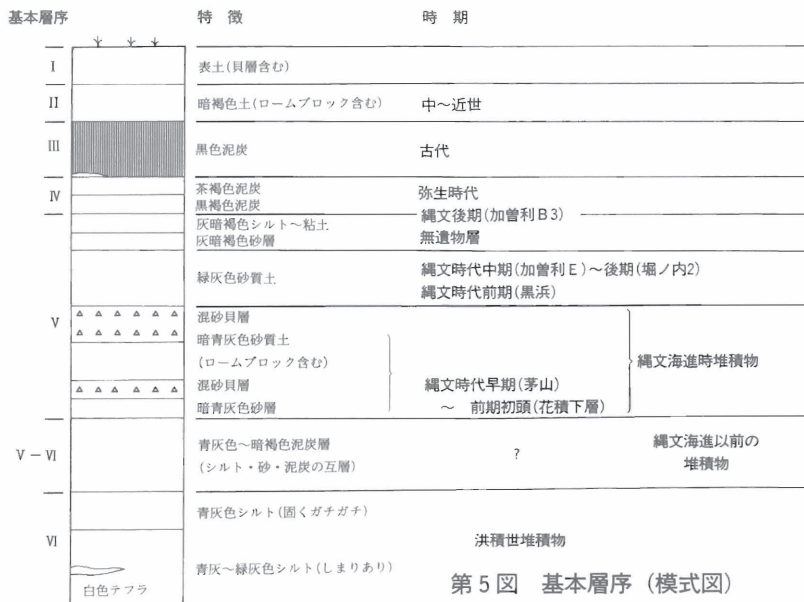 基本層序 特徴 時期
I 表土(貝層含む)
II 暗褐色土(ロームブロック含む) 中～近世
III 黒色泥炭 古代
IV 茶褐色泥炭 弥生時代
黒褐色泥炭
縄文後期(加曽利B3)
灰暗褐色シルト～粘土
灰暗褐色砂層 無遺物層
緑灰色砂質土 縄文時代中期(加曽利E)～後期(堀ノ内2)
縄文時代前期(黒浜)
V 混砂貝層
暗青灰色砂質土
(ロームブロック含む) 縄文海進時堆積物
混砂貝層 縄文時代早期(茅山)
暗青灰色砂層 ～ 前期初頭(花積下層)
V－VI 青灰色～暗褐色泥炭層 ? 縄文海進以前の
(シルト・砂・泥炭の互層) 堆積物
青灰色シルト(固くガチガチ)
VI 洪積世堆積物
青灰～緑灰色シルト(しまりあり)
白色テフラ
第5図 基本層序(模式図)